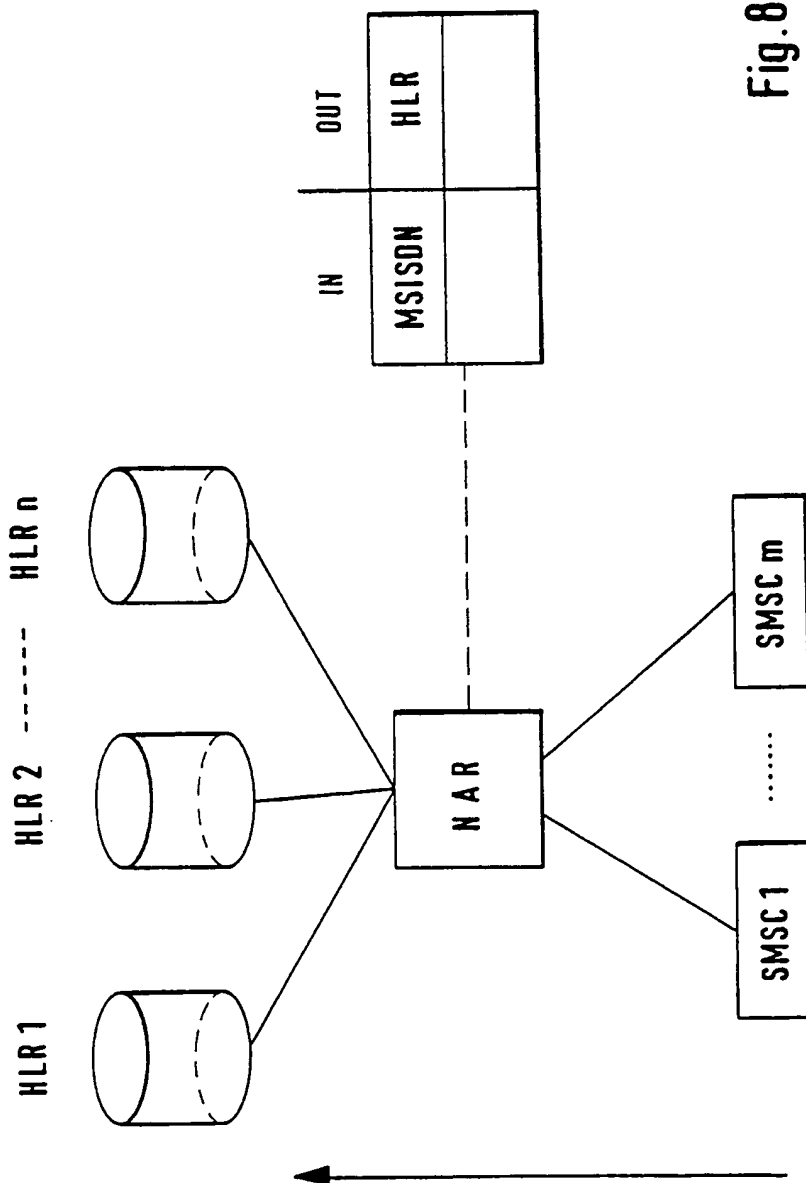 HLR 1
HLR 2 ------ HLR n
IN OUT
MSISDN HLR
NAR
SMSC 1 ....... SMSC m
Fig.8